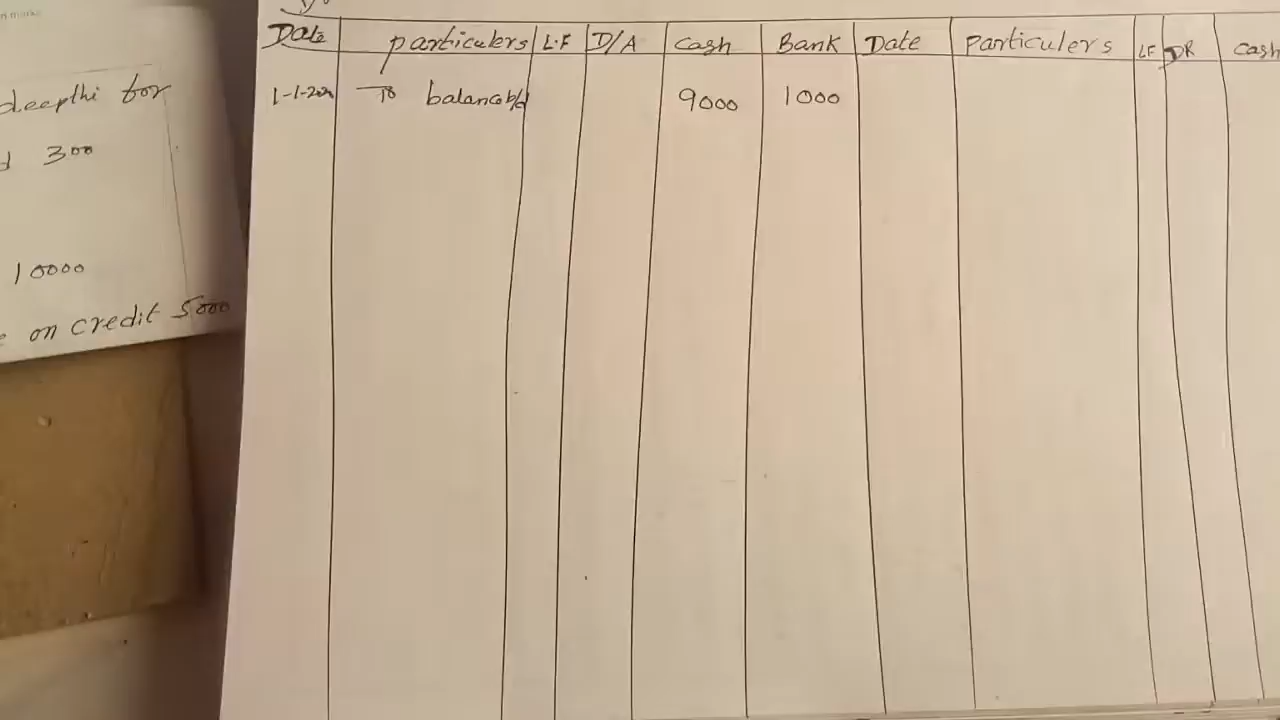 deepthi for
300
10000
on credit 5000
Date particulers L.F D/A Cash Bank Date Particulers LF DR Cash
1-1-20 To balance b/d 9000 1000